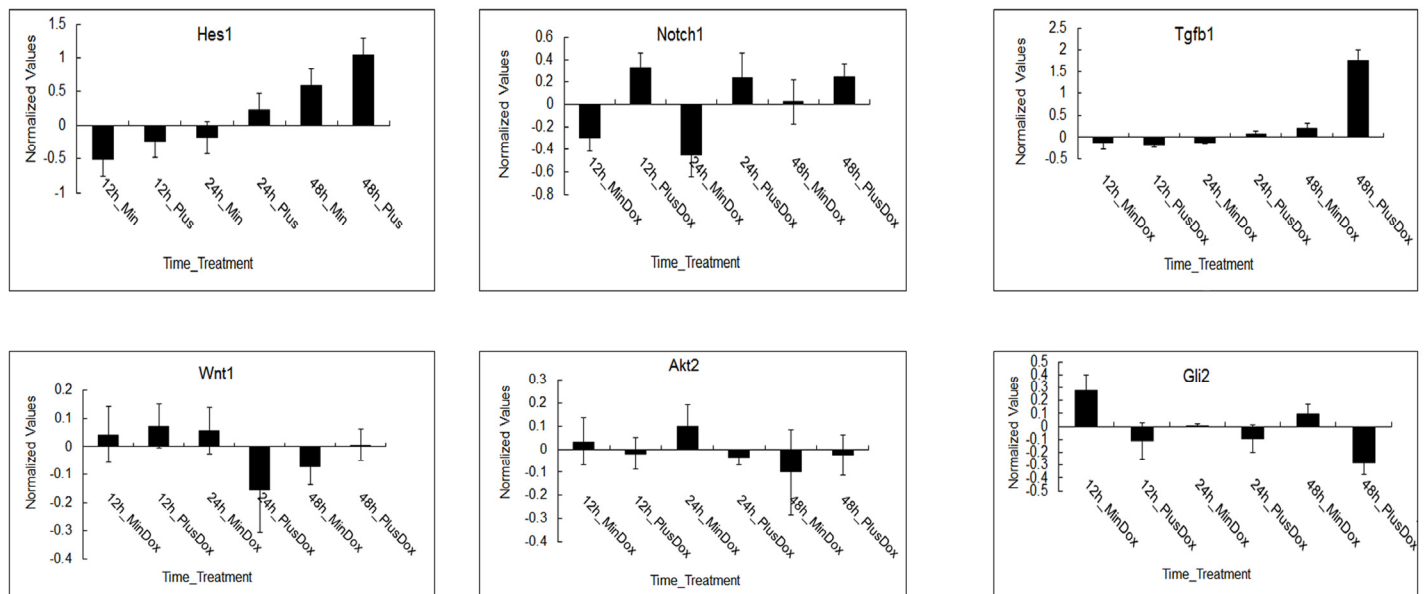 Hes1
Normalized Values
1.5
1
0.5
0
-0.5
-1
12h_Min
12h_Plus
24h_Min
24h_Plus
48h_Min
48h_Plus
Time_Treatment
Notch1
Normalized Values
0.6
0.4
0.2
0
-0.2
-0.4
-0.6
-0.8
12h_MinDox
12h_PlusDox
24h_MinDox
24h_PlusDox
48h_MinDox
48h_PlusDox
Time_Treatment
Tgfb1
Normalized Values
2.5
2
1.5
1
0.5
0
-0.5
12h_MinDox
12h_PlusDox
24h_MinDox
24h_PlusDox
48h_MinDox
48h_PlusDox
Time_Treatment
Wnt1
Normalized Values
0.2
0.1
0
-0.1
-0.2
-0.3
-0.4
12h_MinDox
12h_PlusDox
24h_MinDox
24h_PlusDox
48h_MinDox
48h_PlusDox
Time_Treatment
Akt2
Normalized Values
0.3
0.2
0.1
0
-0.1
-0.2
-0.3
-0.4
12h_MinDox
12h_PlusDox
24h_MinDox
24h_PlusDox
48h_MinDox
48h_PlusDox
Time_Treatment
Gli2
Normalized Values
0.5
0.4
0.3
0.2
0.1
0
-0.1
-0.2
-0.3
-0.4
-0.5
12h_MinDox
12h_PlusDox
24h_MinDox
24h_PlusDox
48h_MinDox
48h_PlusDox
Time_Treatment